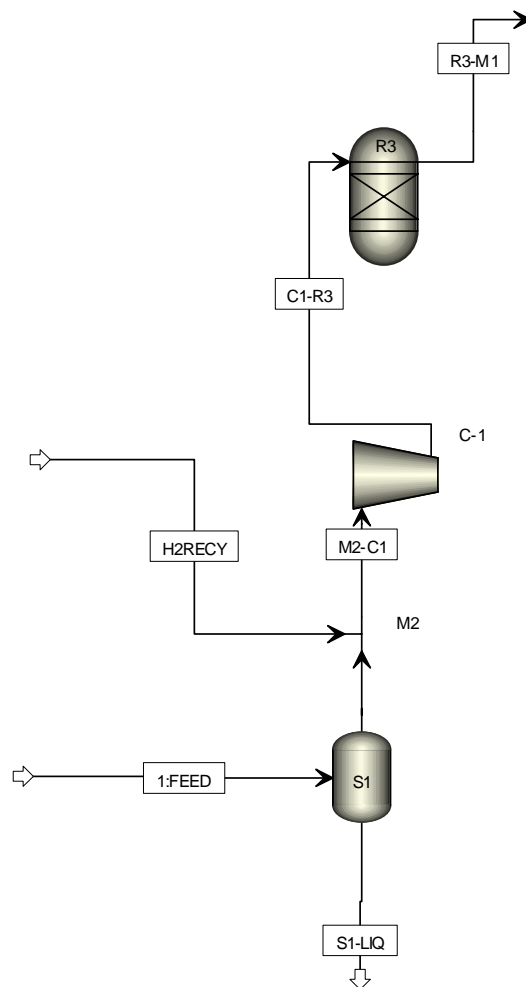 R3-M1
R3
C1-R3
C-1
H2RECY
M2-C1
M2
1:FEED
S1
S1-LIQ